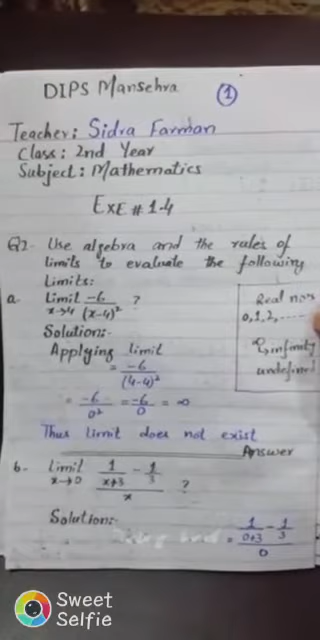 DIPS Mansehra
1
Teacher: Sidra Farman
Class: 2nd Year
Subject: Mathematics
EXE # 1.4
Q2- Use algebra and the rules of
limits to evaluate the following
Limits:
a- Limit x→4 -6/(x-4)² ?
Real nos
0,1,2,-----
infinity
undefined
Solution:-
Applying limit
= -6/(4-4)²
= -6/0² = -6/0 = ∞
Thus limit does not exist
Answer
b- Limit x→0 (1/(x+3) - 1/3)/x ?
Solution:-
= (1/(0+3) - 1/3)/0
Sweet
Selfie